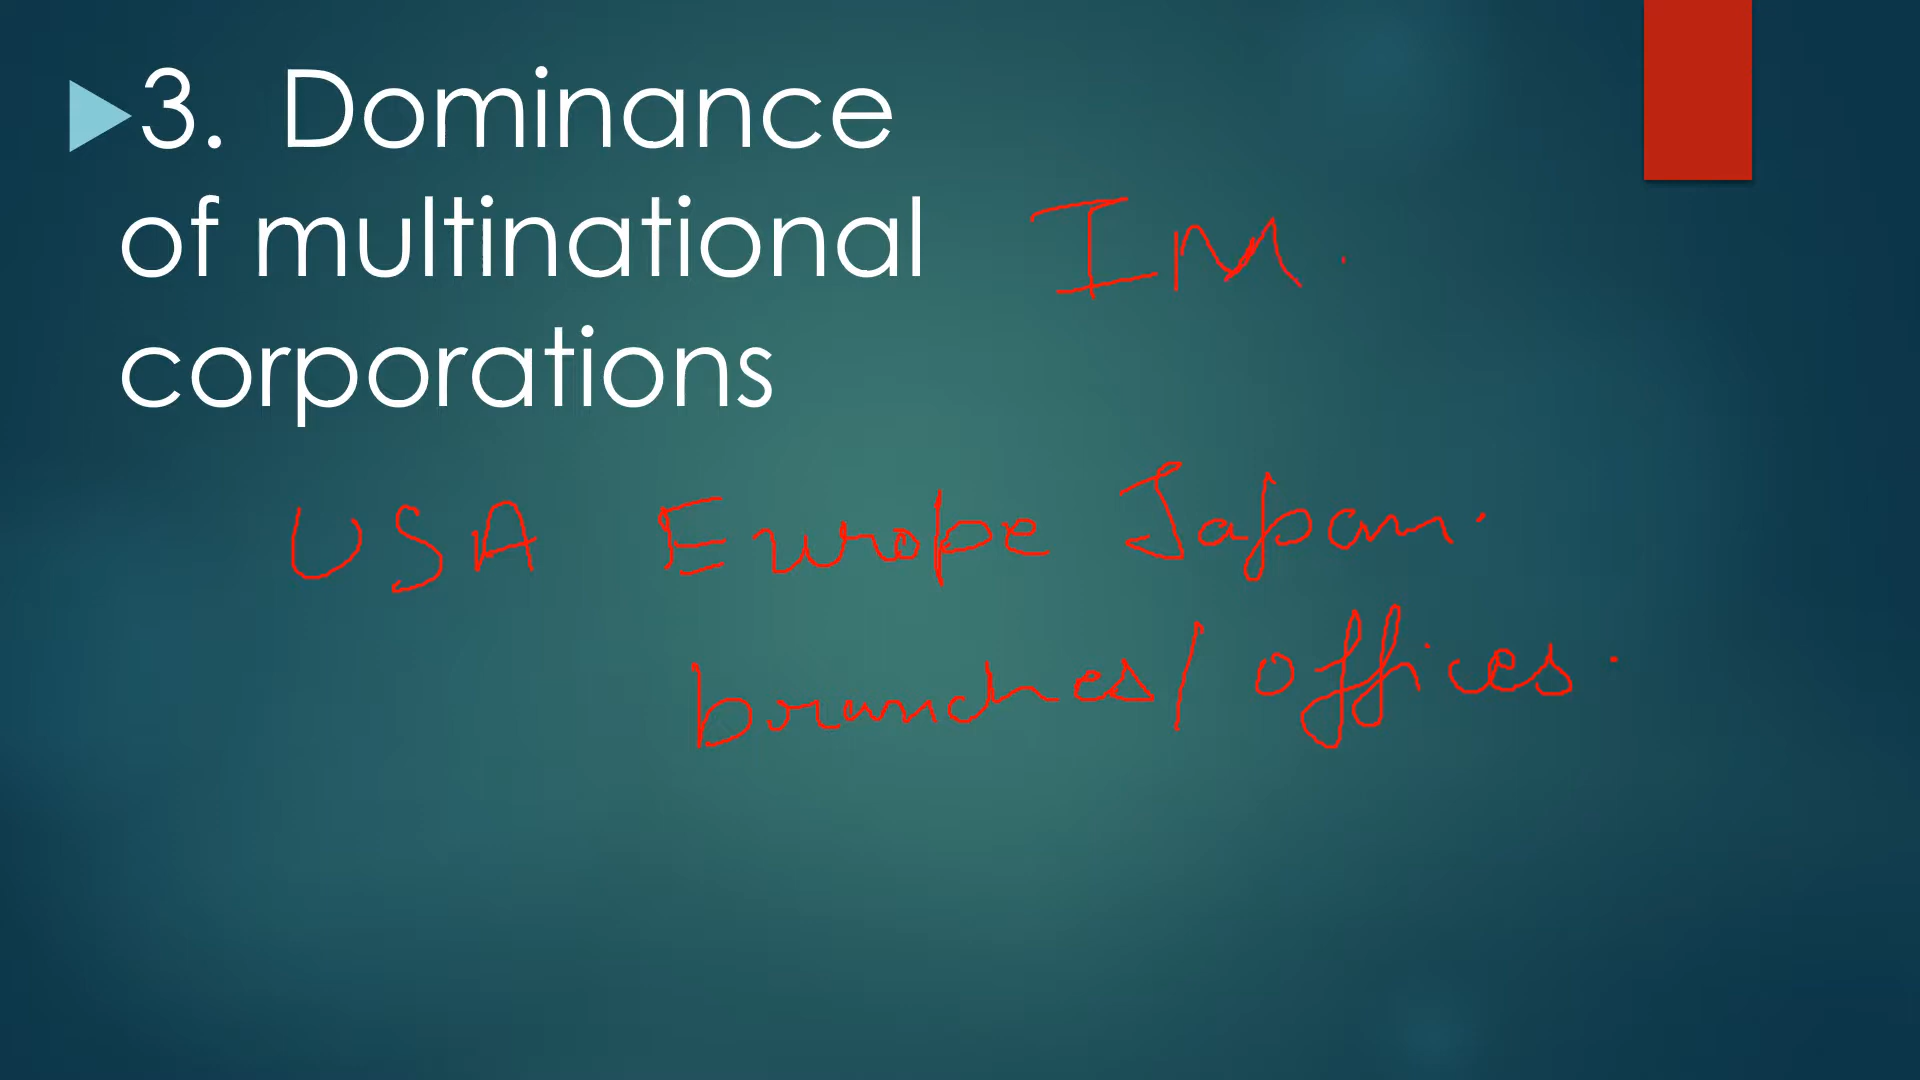 3. Dominance
of multinational
corporations
IM.
USA Europe Japan.
branches/offices.